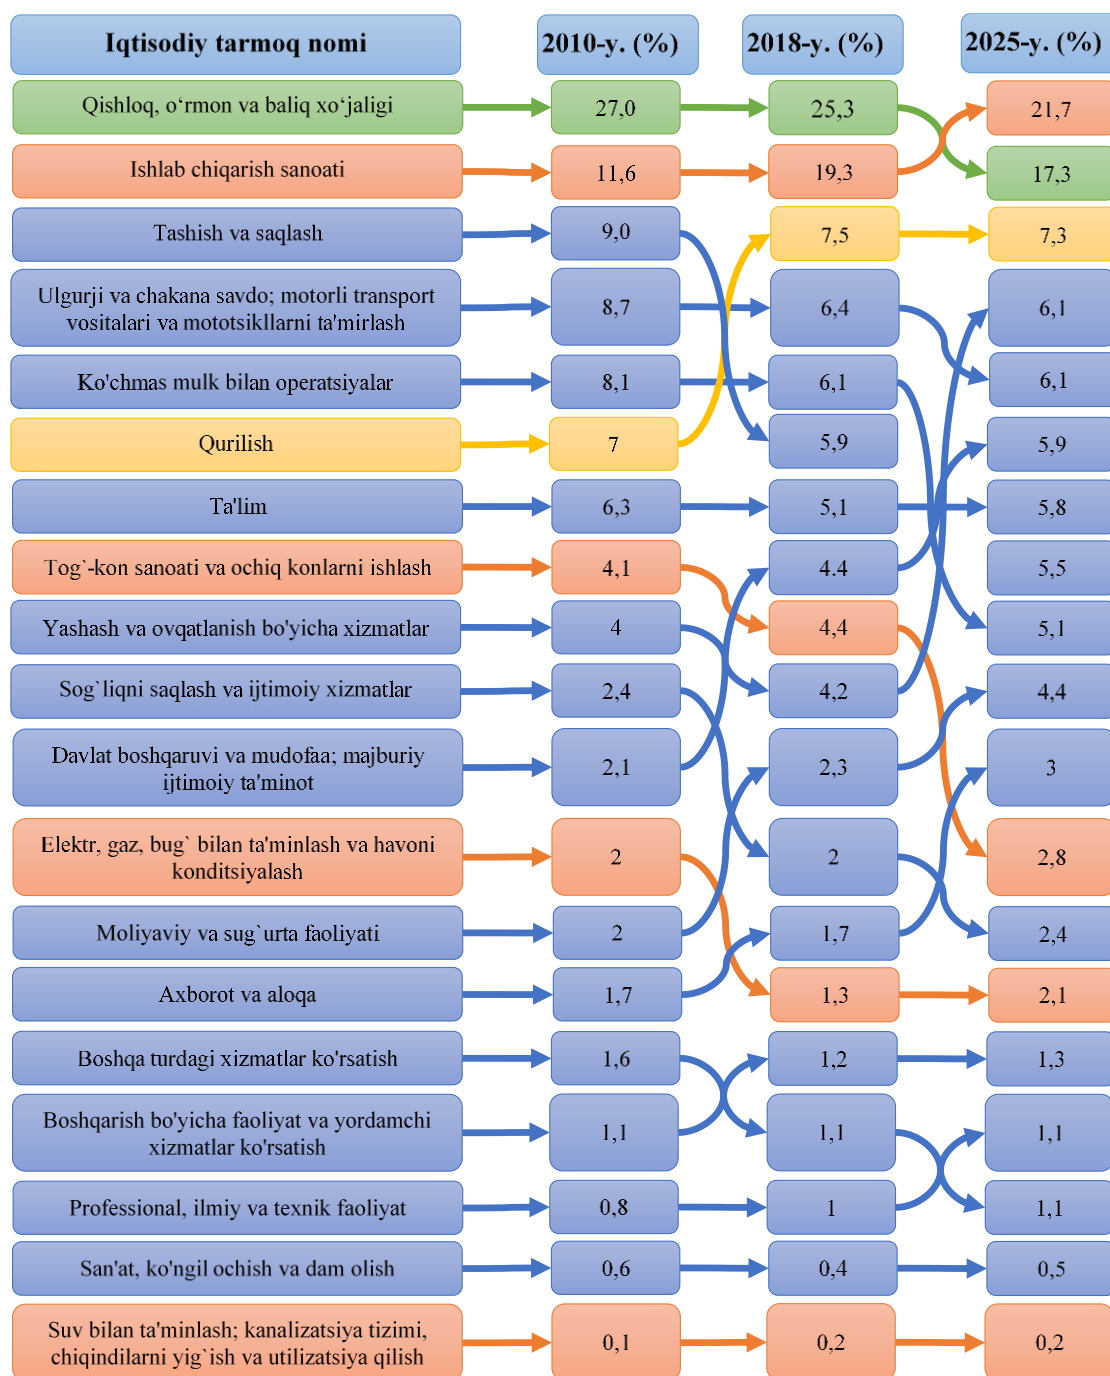 Iqtisodiy tarmoq nomi 2010-y. (%) 2018-y. (%) 2025-y. (%)
Qishloq, o‘rmon va baliq xo‘jaligi 27,0 25,3 21,7
Ishlab chiqarish sanoati 11,6 19,3 17,3
Tashish va saqlash 9,0 7,5 7,3
Ulgurji va chakana savdo; motorli transport
vositalari va mototsikllarni ta'mirlash 8,7 6,4 6,1
Ko'chmas mulk bilan operatsiyalar 8,1 6,1 6,1
Qurilish 7 5,9 5,9
Ta'lim 6,3 5,1 5,8
Tog`-kon sanoati va ochiq konlarni ishlash 4,1 4.4 5,5
Yashash va ovqatlanish bo'yicha xizmatlar 4 4,4 5,1
Sog`liqni saqlash va ijtimoiy xizmatlar 2,4 4,2 4,4
Davlat boshqaruvi va mudofaa; majburiy
ijtimoiy ta'minot 2,1 2,3 3
Elektr, gaz, bug` bilan ta'minlash va havoni
konditsiyalash 2 2 2,8
Moliyaviy va sug`urta faoliyati 2 1,7 2,4
Axborot va aloqa 1,7 1,3 2,1
Boshqa turdagi xizmatlar ko'rsatish 1,6 1,2 1,3
Boshqarish bo'yicha faoliyat va yordamchi
xizmatlar ko'rsatish 1,1 1,1 1,1
Professional, ilmiy va texnik faoliyat 0,8 1 1,1
San'at, ko'ngil ochish va dam olish 0,6 0,4 0,5
Suv bilan ta'minlash; kanalizatsiya tizimi,
chiqindilarni yig`ish va utilizatsiya qilish 0,1 0,2 0,2